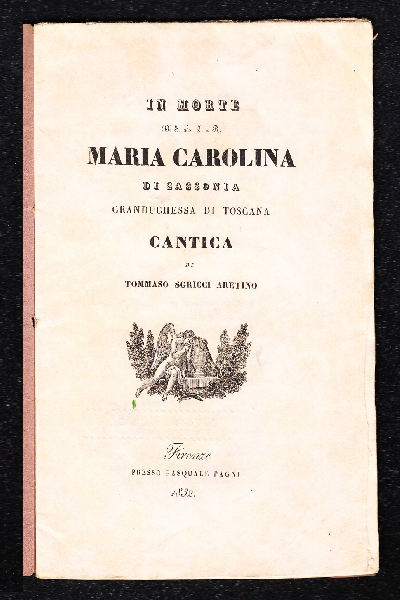 IN MORTE
MARIA CAROLINA
DI SASSONIA
GRANDUCHESSA DI TOSCANA
CANTICA
DI
TOMMASO SGRICCI ARETINO
Firenze
PRESSO PASQUALE PAGNI
1832.